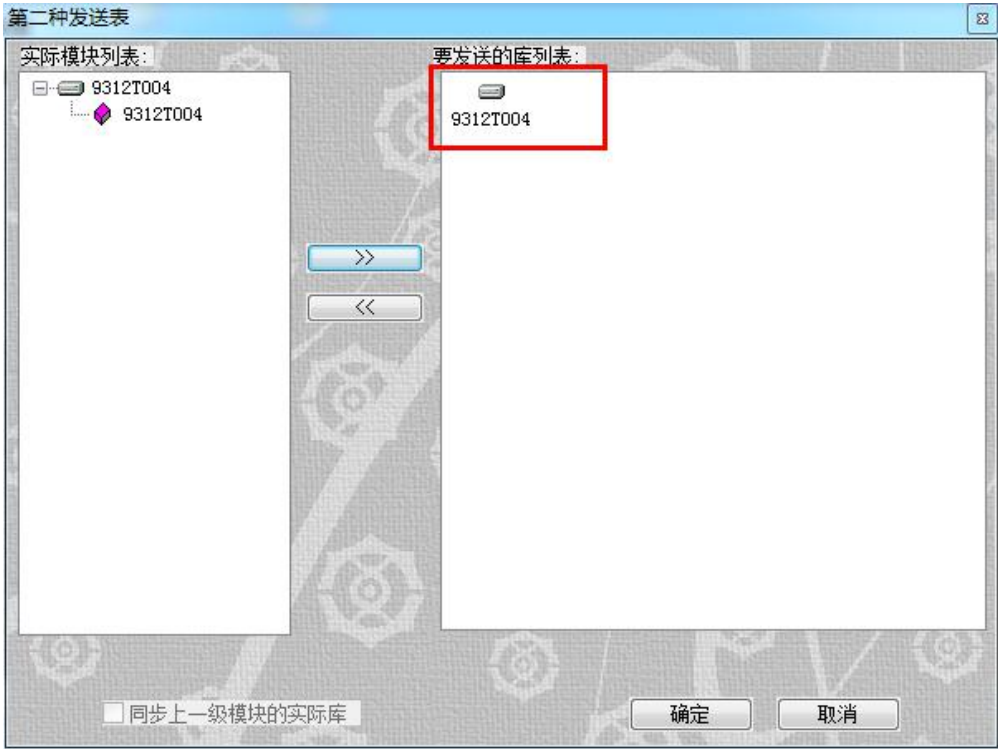 第二种发送表
实际模块列表:
要发送的库列表:
9312T004
9312T004
9312T004
>>
<<
同步上一级模块的实际库
确定
取消